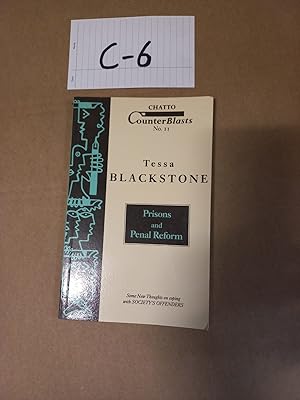 C-6
CHATTO
CounterBlasts
No. 11
Tessa
BLACKSTONE
Prisons
and
Penal Reform
Some New Thoughts on coping
with SOCIETY'S OFFENDERS